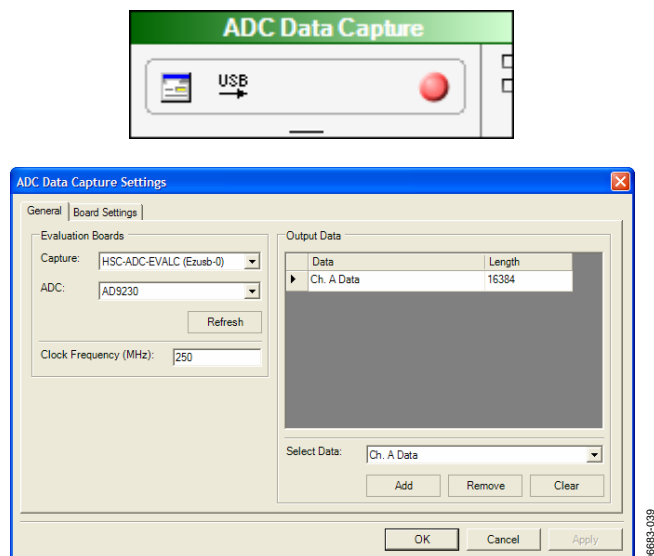 ADC Data Capture
USB
ADC Data Capture Settings
General Board Settings
Evaluation Boards
Capture: HSC-ADC-EVALC (Ezusb-0)
ADC: AD9230
Refresh
Clock Frequency (MHz): 250
Output Data
Data Length
Ch. A Data 16384
Select Data: Ch. A Data
Add Remove Clear
OK Cancel Apply
6683-039